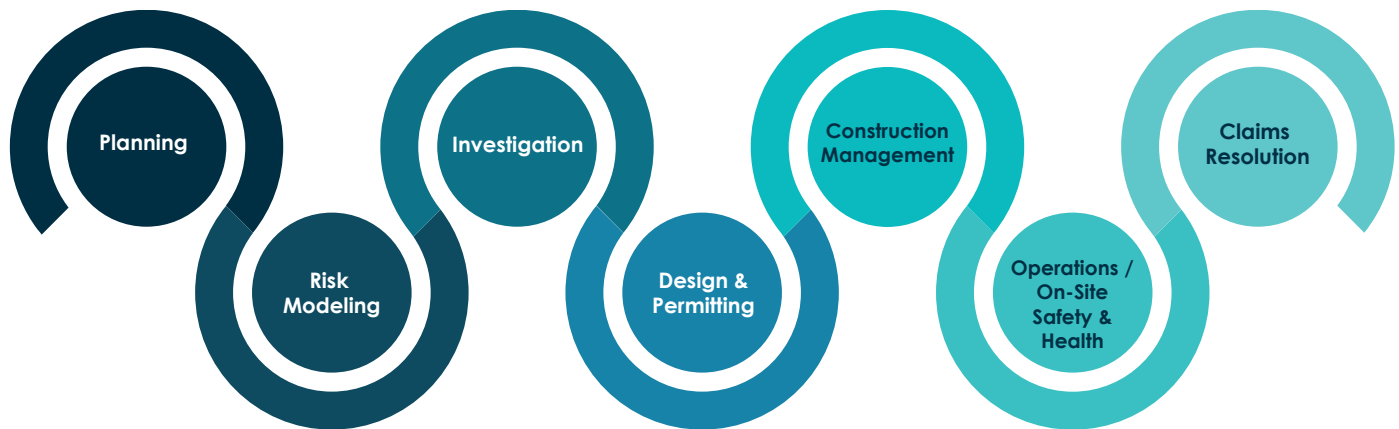 Planning
Risk
Modeling
Investigation
Design &
Permitting
Construction
Management
Operations /
On-Site
Safety &
Health
Claims
Resolution